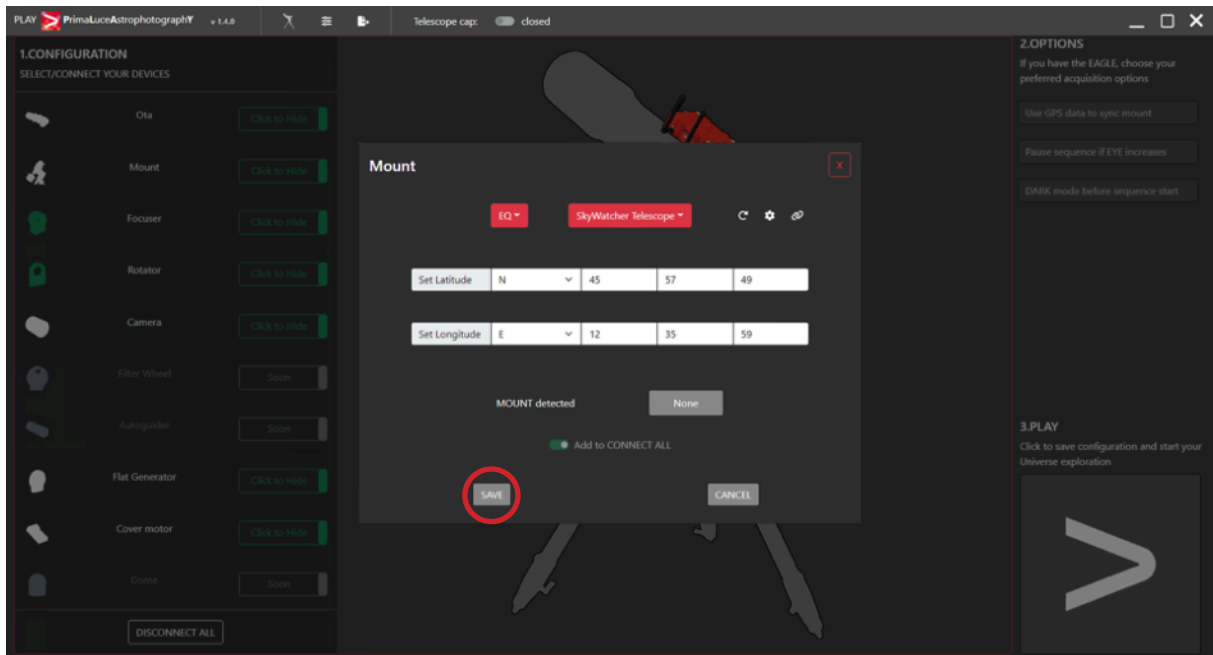 PLAY PrimaLuceAstrophotographY v 1.4.0 Telescope cap: closed
1.CONFIGURATION
SELECT/CONNECT YOUR DEVICES
Ota Click to Hide
Mount Click to Hide
Focuser Click to Hide
Rotator Click to Hide
Camera Click to Hide
Filter Wheel Soon
Autoguider Soon
Flat Generator Click to Hide
Cover motor Click to Hide
Dome Soon
DISCONNECT ALL
Mount X
EQ SkyWatcher Telescope
Set Latitude N 45 57 49
Set Longitude E 12 35 59
MOUNT detected None
Add to CONNECT ALL
SAVE CANCEL
2.OPTIONS
If you have the EAGLE, choose your
preferred acquisition options
Use GPS data to sync mount
Pause sequence if EYE increases
DARK mode before sequence start
3.PLAY
Click to save configuration and start your
Universe exploration